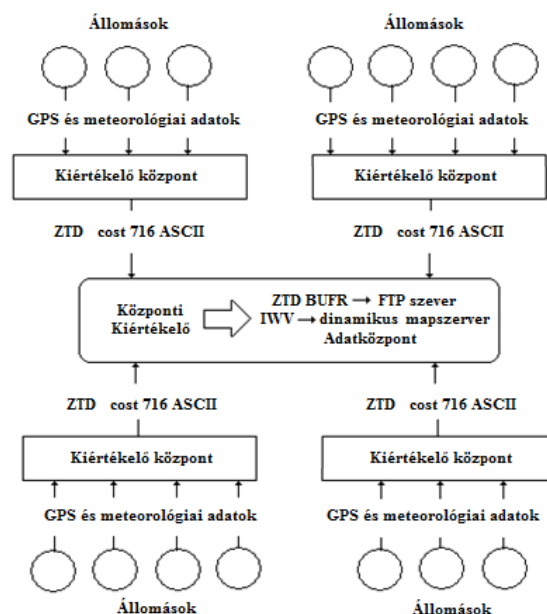 Állomások
Állomások
GPS és meteorológiai adatok
GPS és meteorológiai adatok
Kiértékelő központ
Kiértékelő központ
ZTD cost 716 ASCII
ZTD cost 716 ASCII
Központi
Kiértékelő
ZTD BUFR → FTP szever
IWV → dinamikus mapszerver
Adatközpont
ZTD cost 716 ASCII
ZTD cost 716 ASCII
Kiértékelő központ
Kiértékelő központ
GPS és meteorológiai adatok
GPS és meteorológiai adatok
Állomások
Állomások